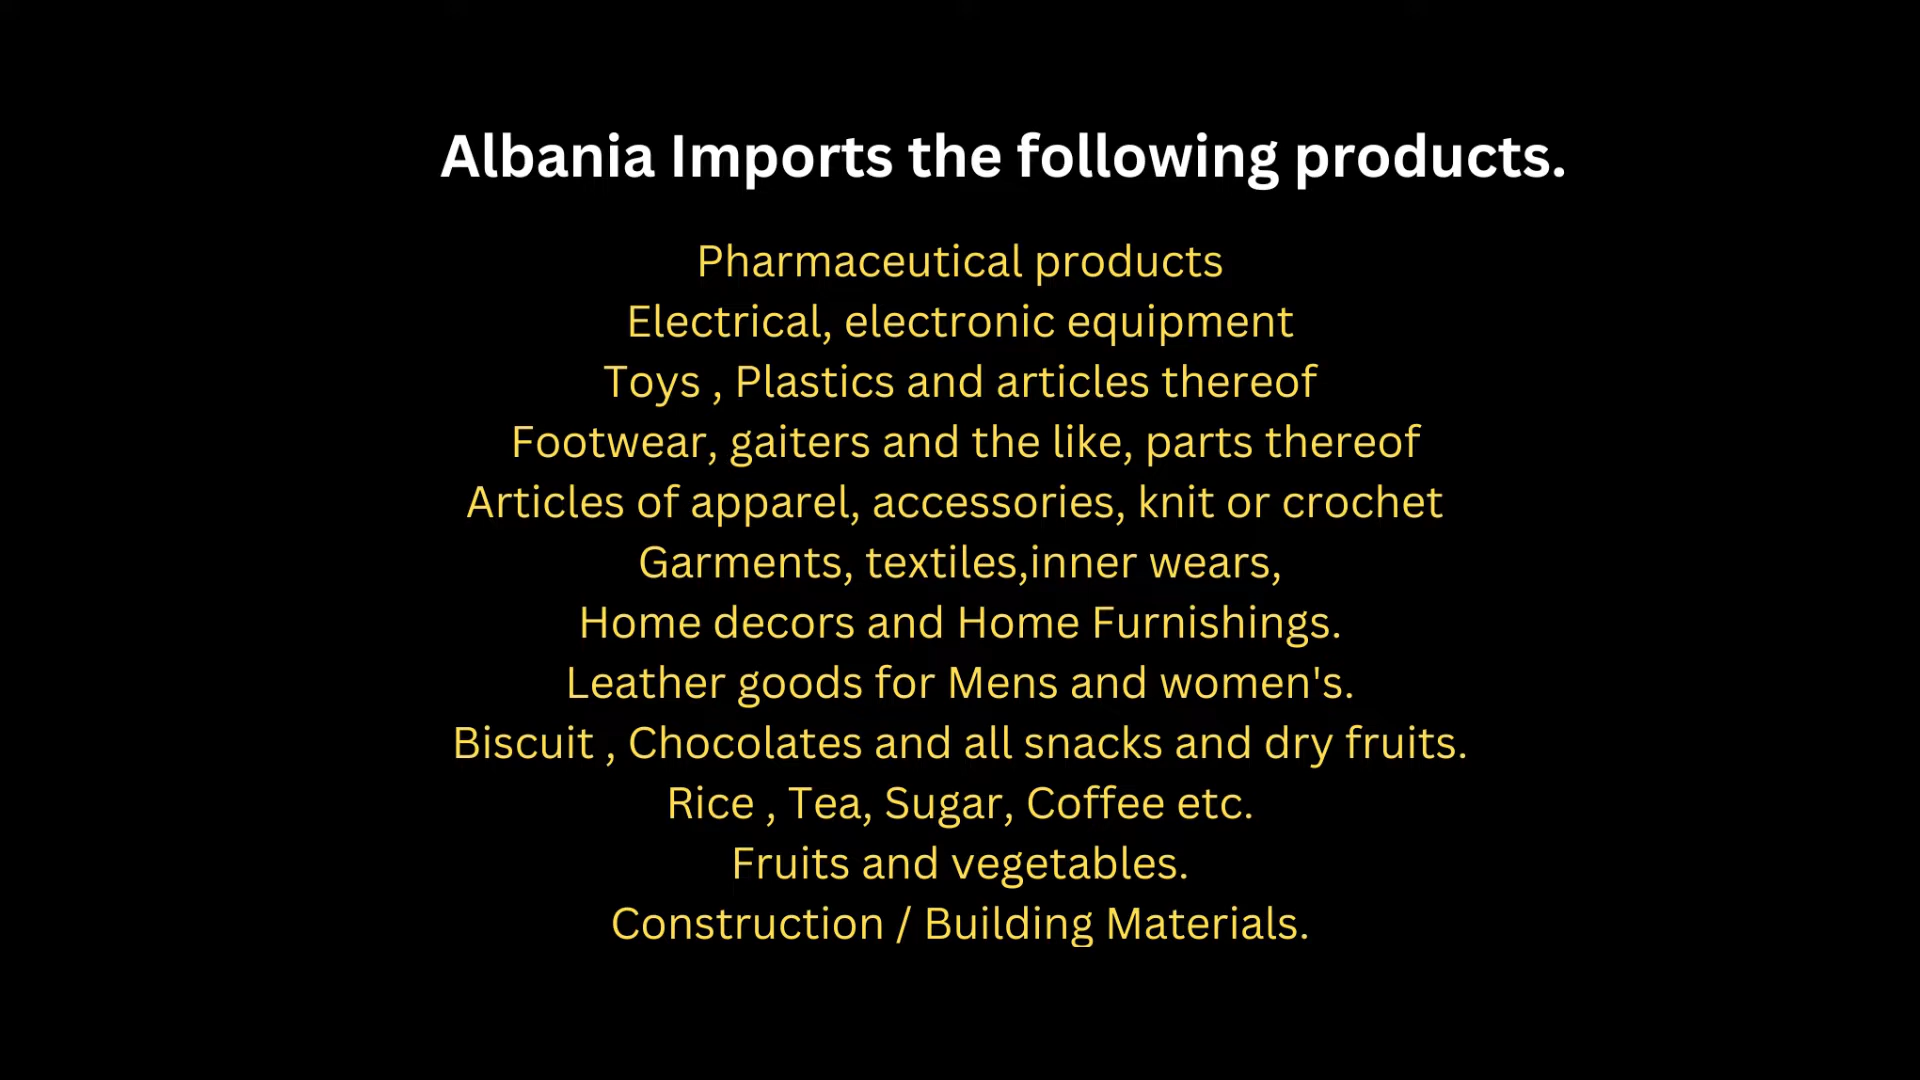 Albania Imports the following products.
Pharmaceutical products
Electrical, electronic equipment
Toys , Plastics and articles thereof
Footwear, gaiters and the like, parts thereof
Articles of apparel, accessories, knit or crochet
Garments, textiles,inner wears,
Home decors and Home Furnishings.
Leather goods for Mens and women's.
Biscuit , Chocolates and all snacks and dry fruits.
Rice , Tea, Sugar, Coffee etc.
Fruits and vegetables.
Construction / Building Materials.